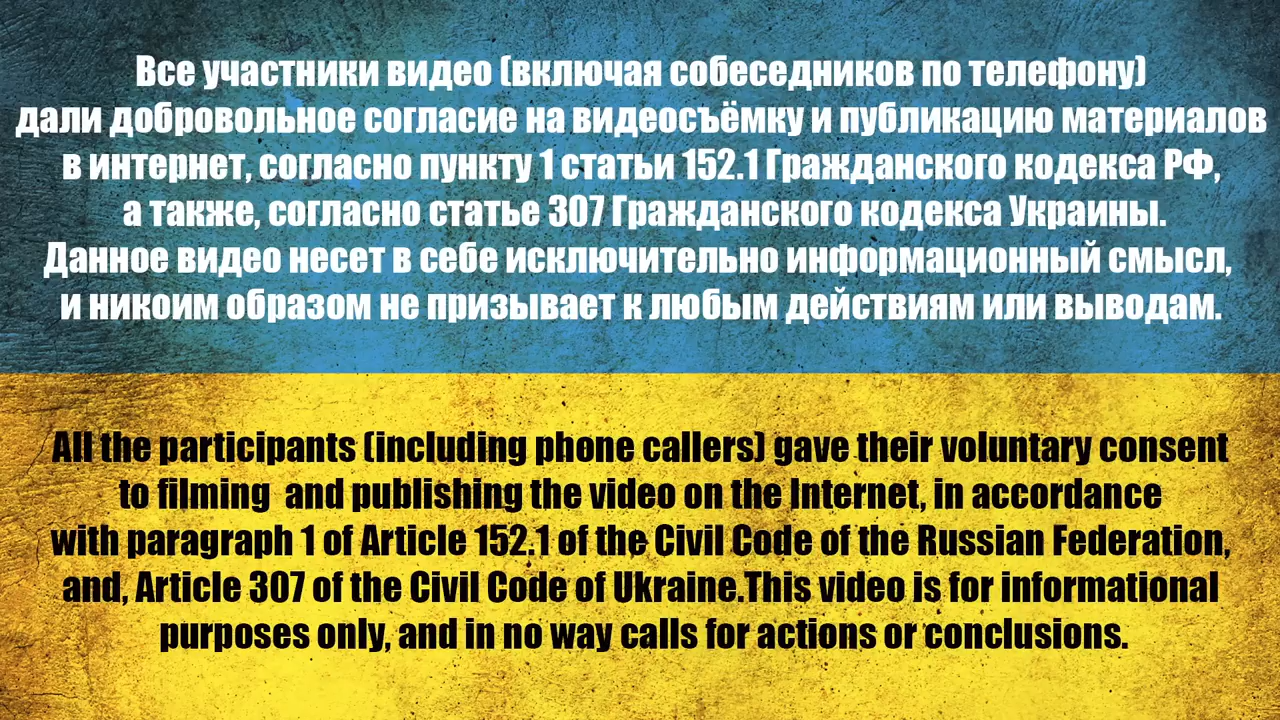 Все участники видео (включая собеседников по телефону)
дали добровольное согласие на видеосъёмку и публикацию материалов
в интернет, согласно пункту 1 статьи 152.1 Гражданского кодекса РФ,
а также, согласно статье 307 Гражданского кодекса Украины.
Данное видео несет в себе исключительно информационный смысл,
и никоим образом не призывает к любым действиям или выводам.
All the participants (including phone callers) gave their voluntary consent
to filming  and publishing the video on the Internet, in accordance
with paragraph 1 of Article 152.1 of the Civil Code of the Russian Federation,
and, Article 307 of the Civil Code of Ukraine.This video is for informational
purposes only, and in no way calls for actions or conclusions.